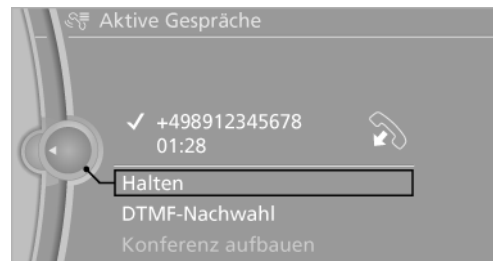 Aktive Gespräche
+498912345678
01:28
Halten
DTMF-Nachwahl
Konferenz aufbauen